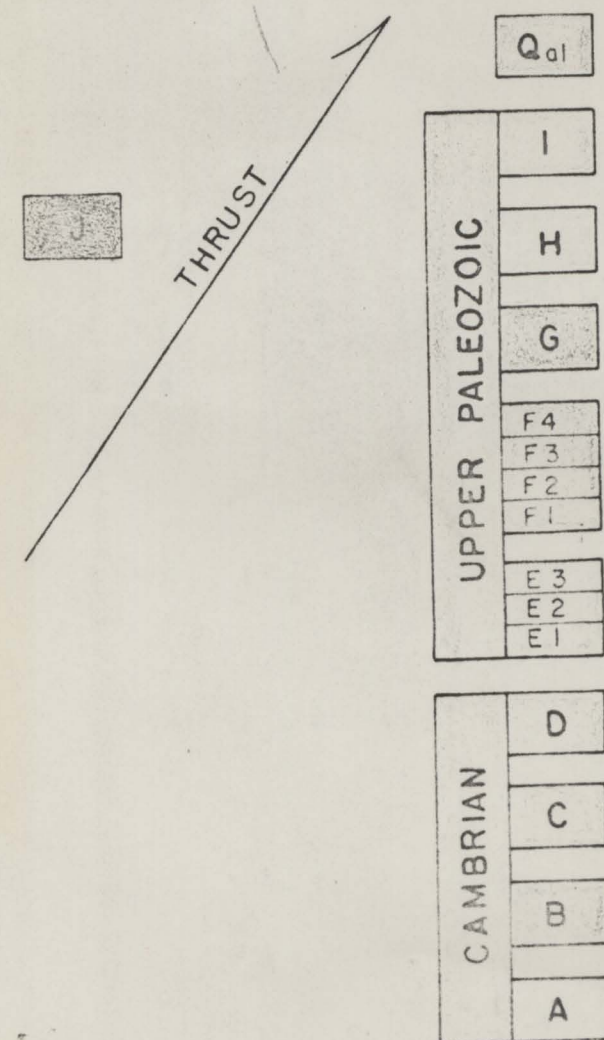 Qal
I
J
THRUST
H
UPPER PALEOZOIC
G
F4
F3
F2
F1
E3
E2
E1
D
CAMBRIAN
C
B
A